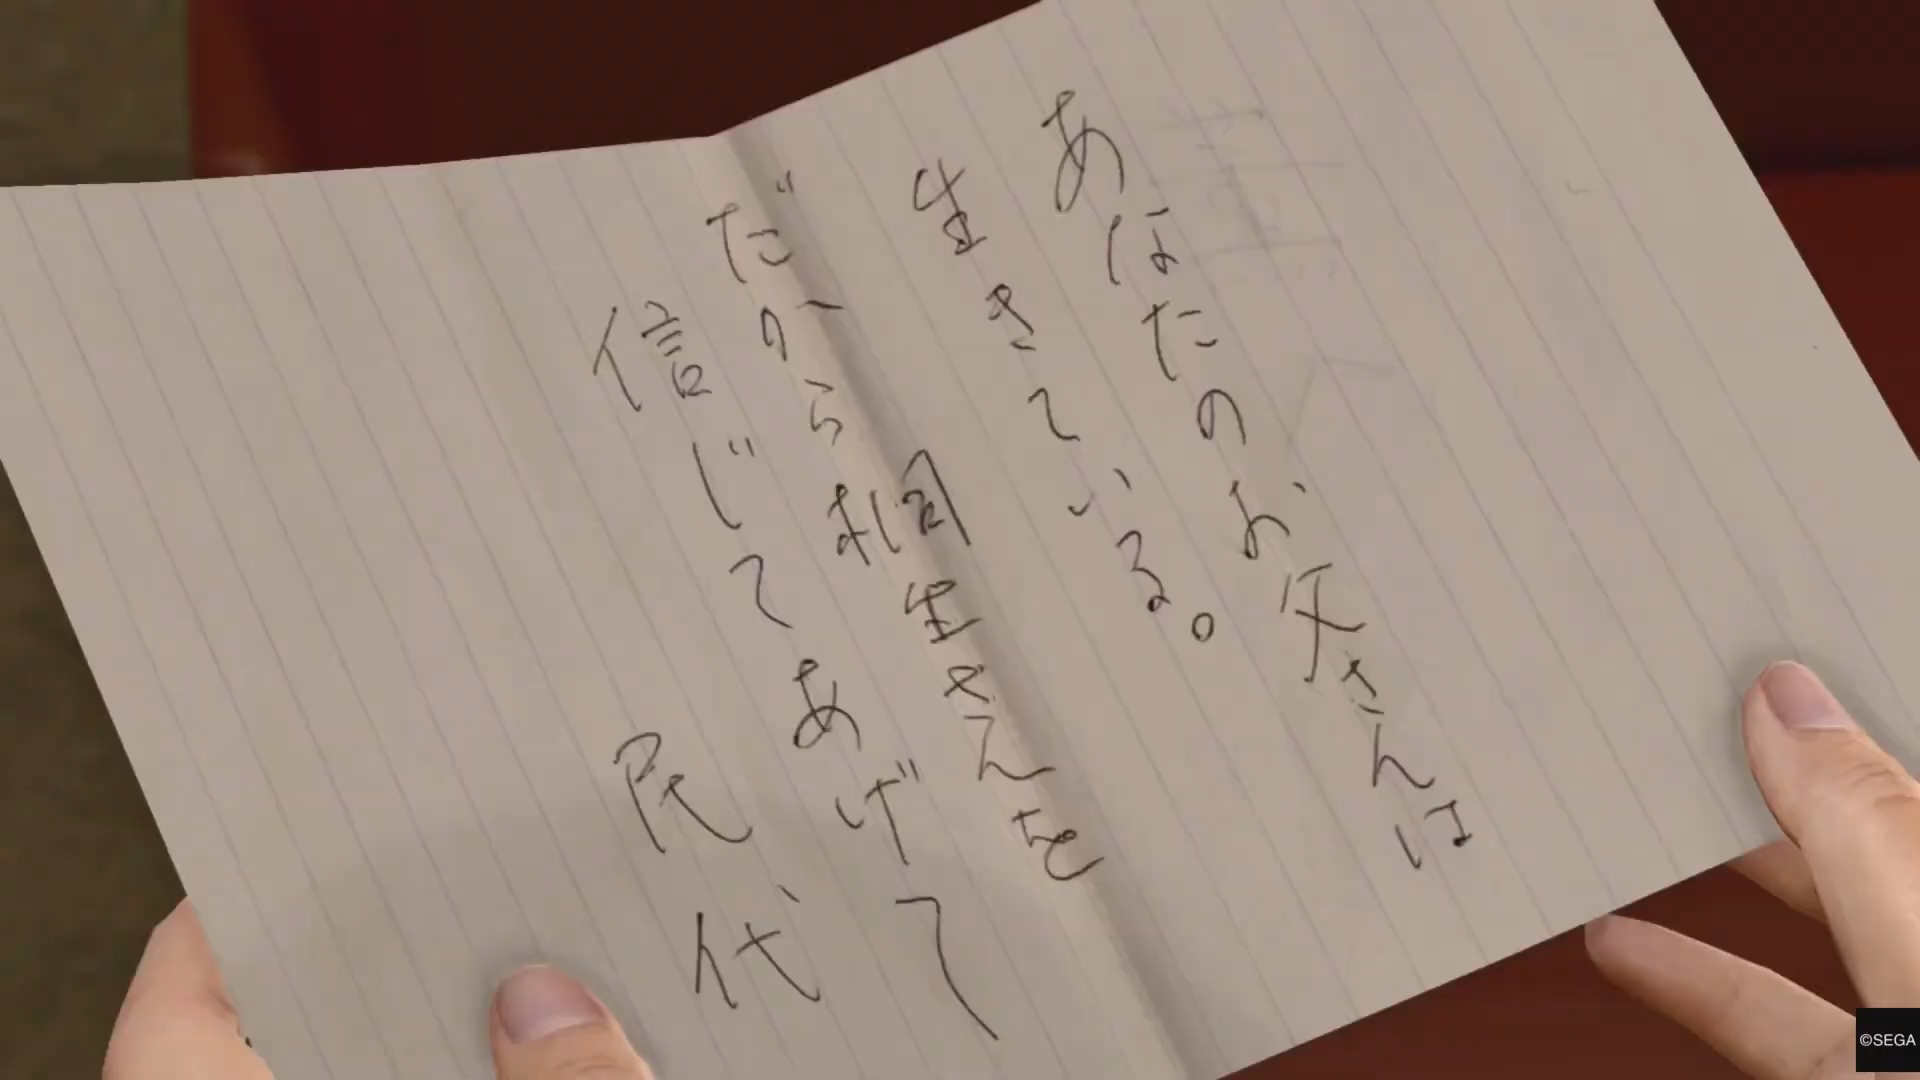 あなたのお父さんは
生きている。
だから桐生さんを
信じてあげて
民代
©SEGA